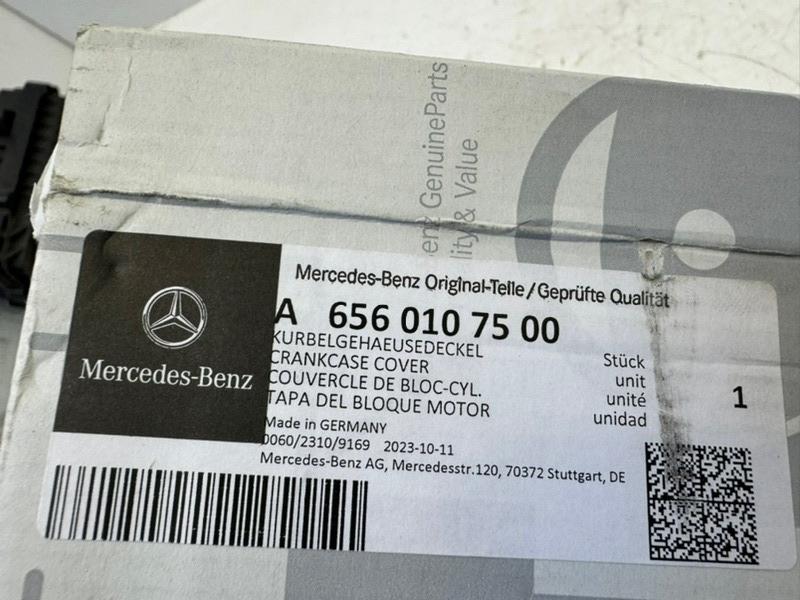 enz GenuineParts
lity & Value
Mercedes-Benz Original-Teile/Geprüfte Qualität
A 656 010 75 00
KURBELGEHAEUSEDECKEL
CRANKCASE COVER
COUVERCLE DE BLOC-CYL.
TAPA DEL BLOQUE MOTOR
Stück
unit
unité
unidad
1
Mercedes-Benz
Made in GERMANY
0060/2310/9169 2023-10-11
Mercedes-Benz AG, Mercedesstr.120, 70372 Stuttgart, DE